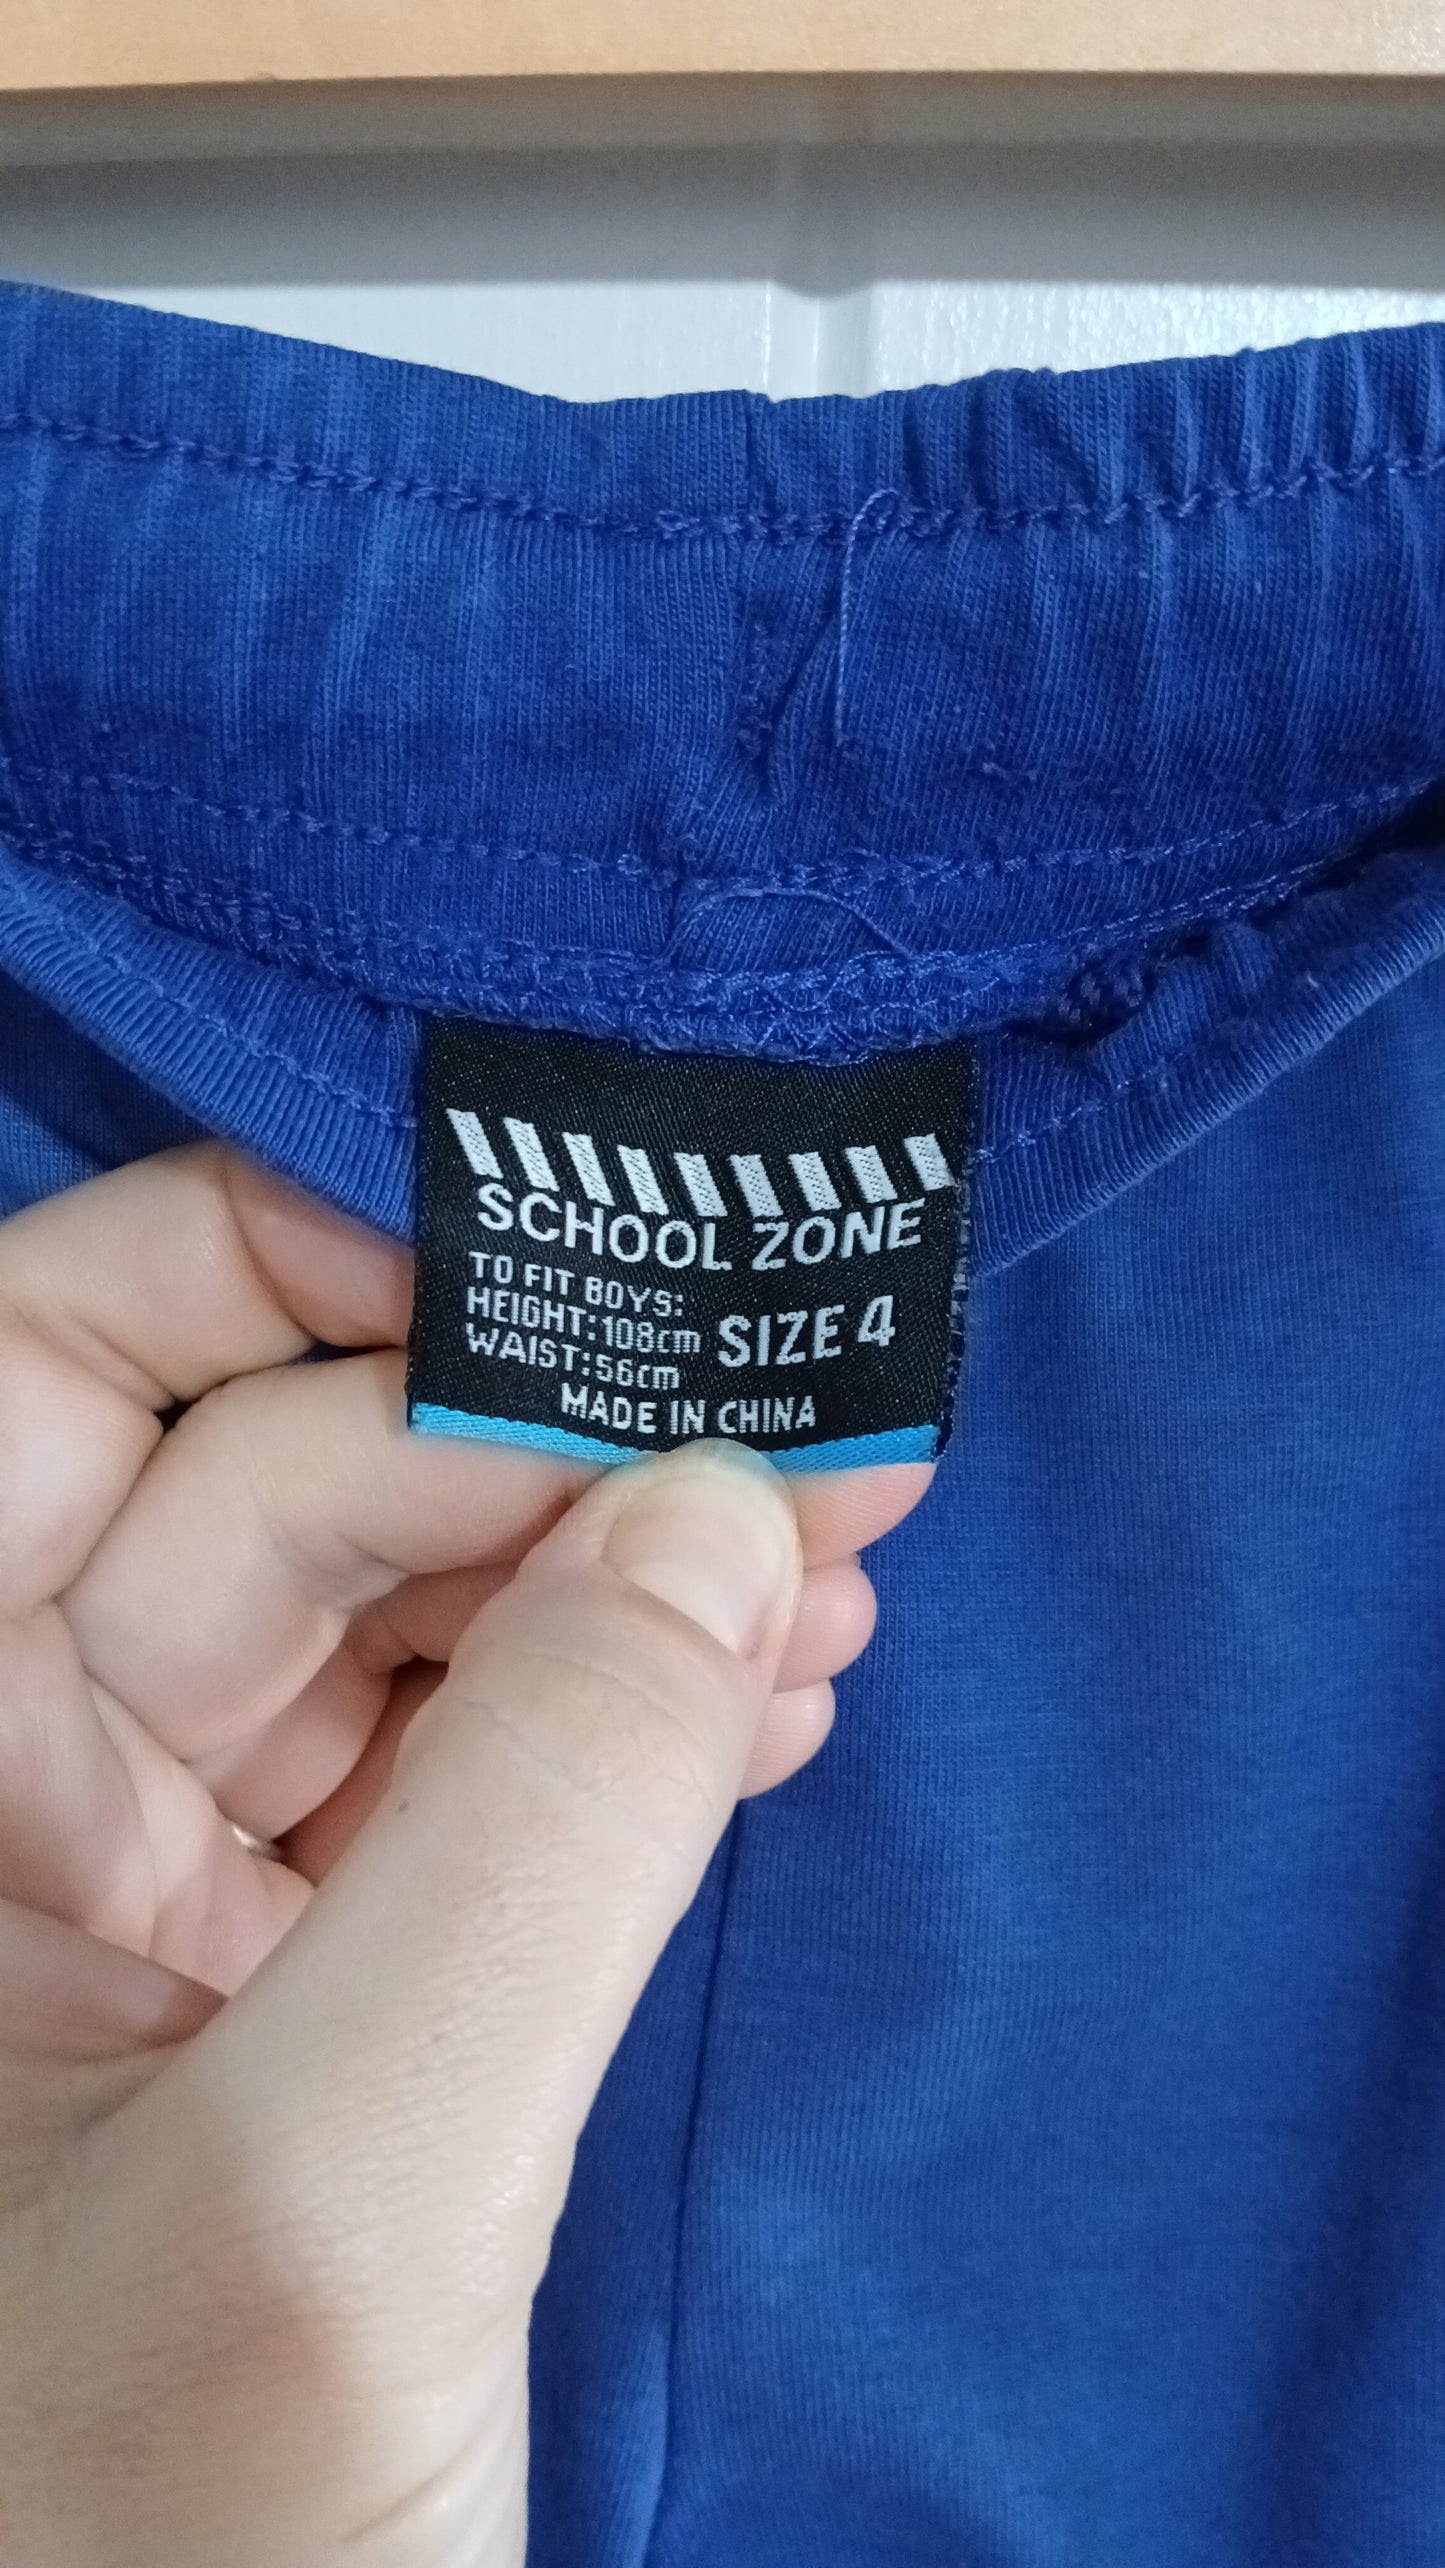 SCHOOL ZONE
TO FIT BOYS:
HEIGHT:108cm
WAIST:56cm
SIZE 4
MADE IN CHINA